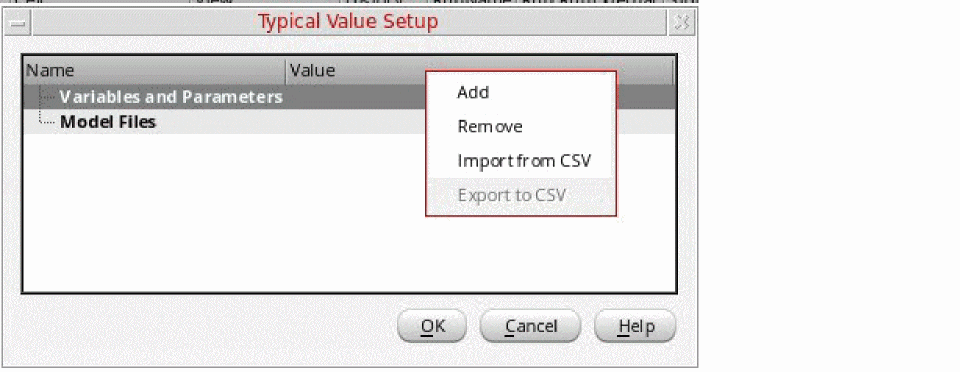 Typical Value Setup
Name Value
Variables and Parameters
Model Files
Add
Remove
Import from CSV
Export to CSV
OK Cancel Help